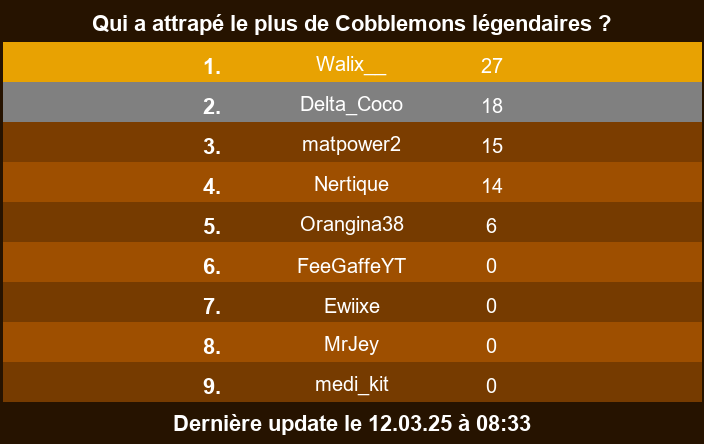 Qui a attrapé le plus de Cobblemons légendaires ?
1. Walix__ 27
2. Delta_Coco 18
3. matpower2 15
4. Nertique 14
5. Orangina38 6
6. FeeGaffeYT 0
7. Ewiixe 0
8. MrJey 0
9. medi_kit 0
Dernière update le 12.03.25 à 08:33